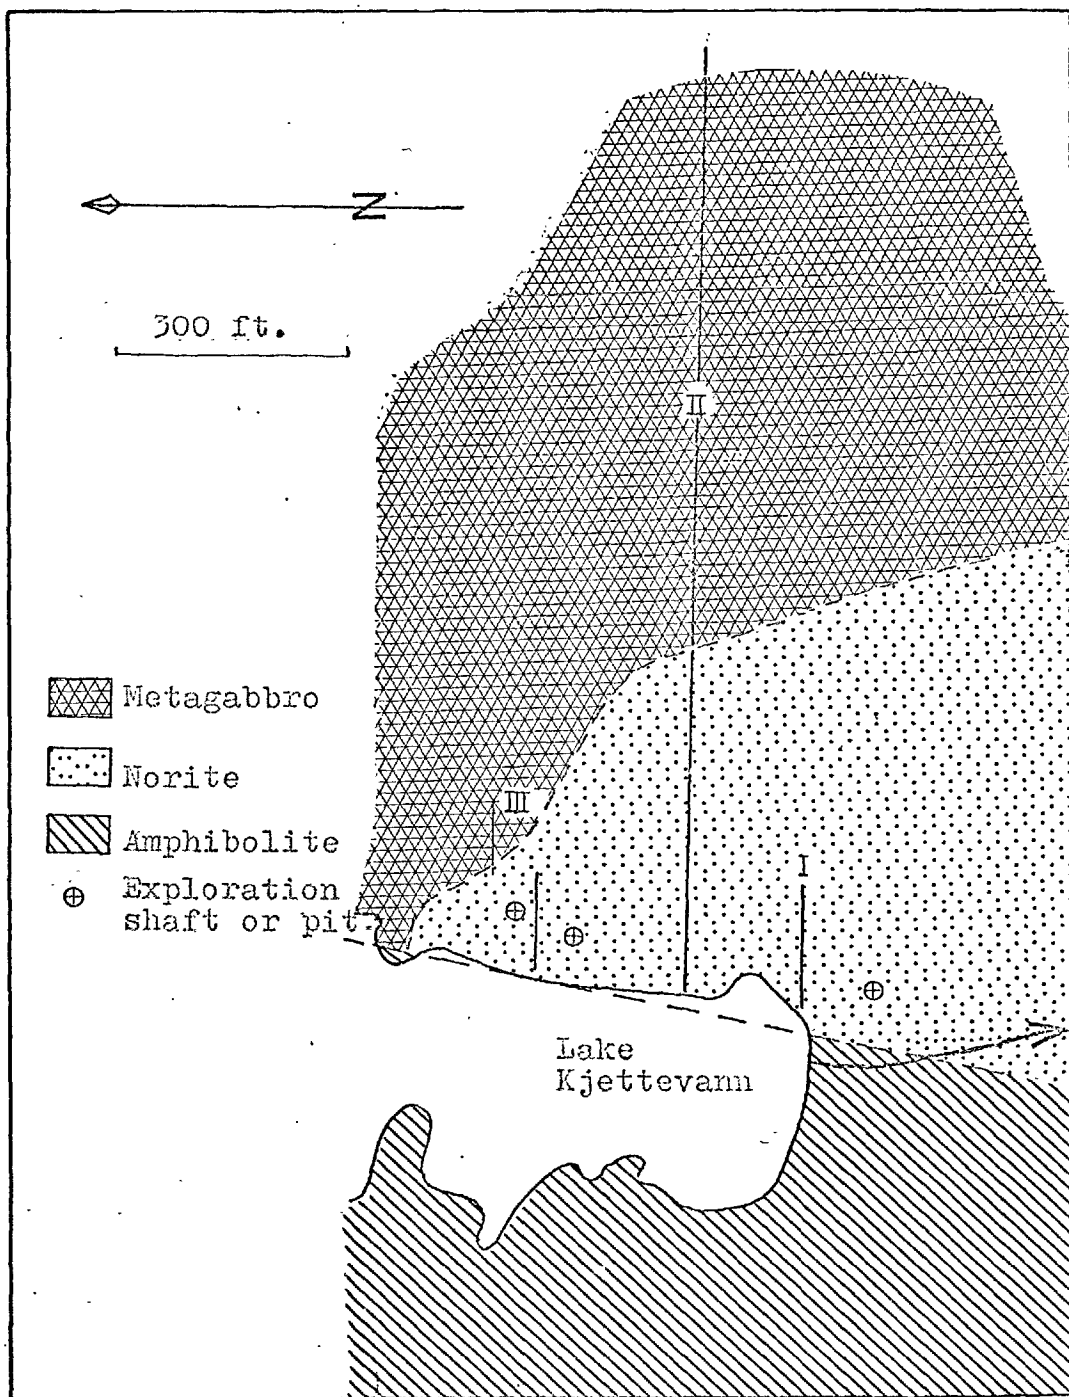 N
300 ft.
II
Metagabbro
III
Norite
Amphibolite
I
Exploration
shaft or pit
Lake
Kjettevann